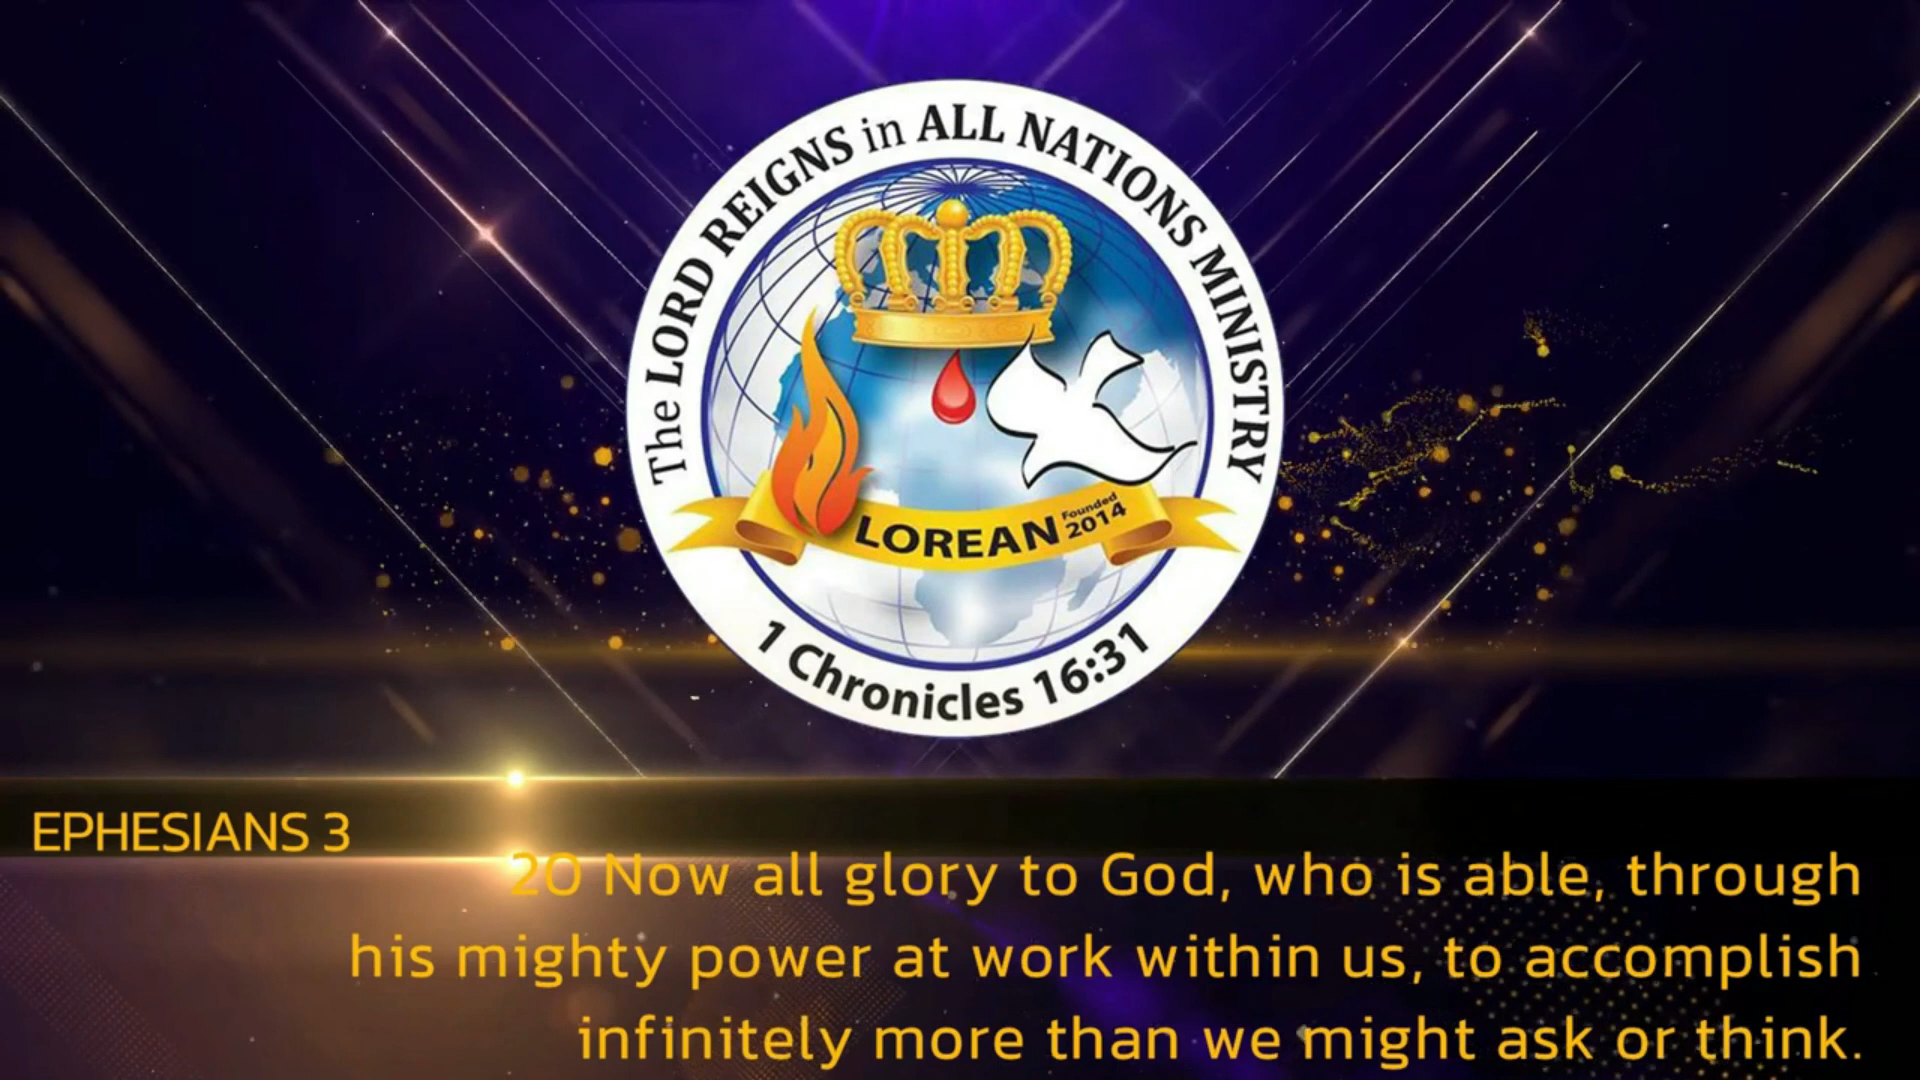 The LORD REIGNS in ALL NATIONS MINISTRY
LOREAN
Founded
2014
1 Chronicles 16:31
EPHESIANS 3
20 Now all glory to God, who is able, through
his mighty power at work within us, to accomplish
infinitely more than we might ask or think.